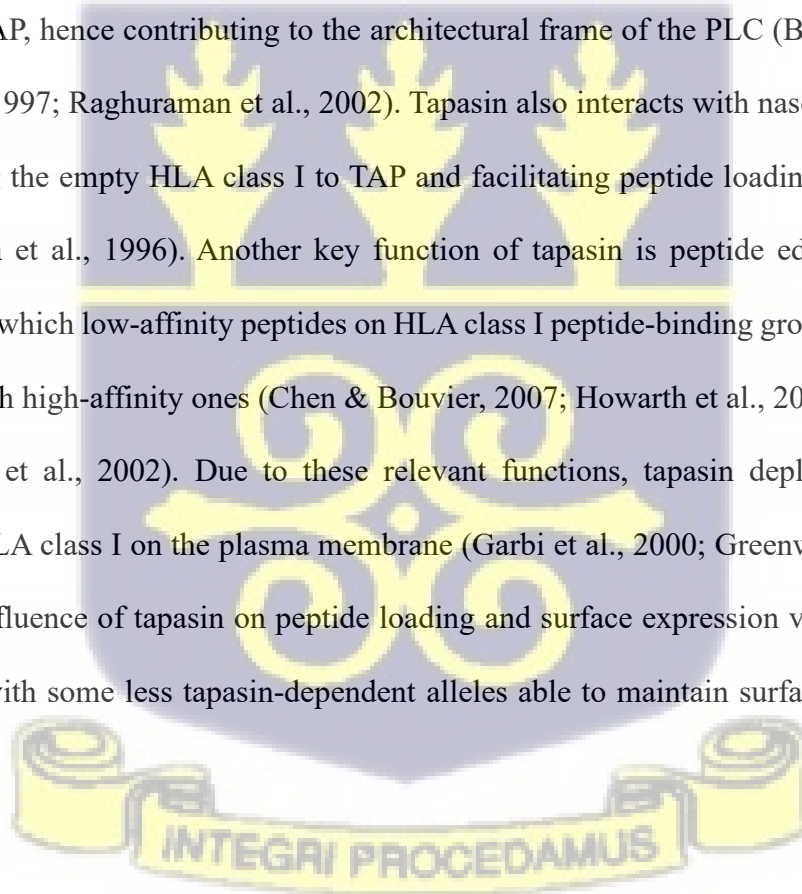 AP, hence contributing to the architectural frame of the PLC (B
997; Raghuraman et al., 2002). Tapasin also interacts with nas
the empty HLA class I to TAP and facilitating peptide loadin
et al., 1996). Another key function of tapasin is peptide ed
which low-affinity peptides on HLA class I peptide-binding gro
h high-affinity ones (Chen & Bouvier, 2007; Howarth et al., 20
et al., 2002). Due to these relevant functions, tapasin depl
LA class I on the plasma membrane (Garbi et al., 2000; Greenw
fluence of tapasin on peptide loading and surface expression v
with some less tapasin-dependent alleles able to maintain surfa
INTEGRI PROCEDAMUS